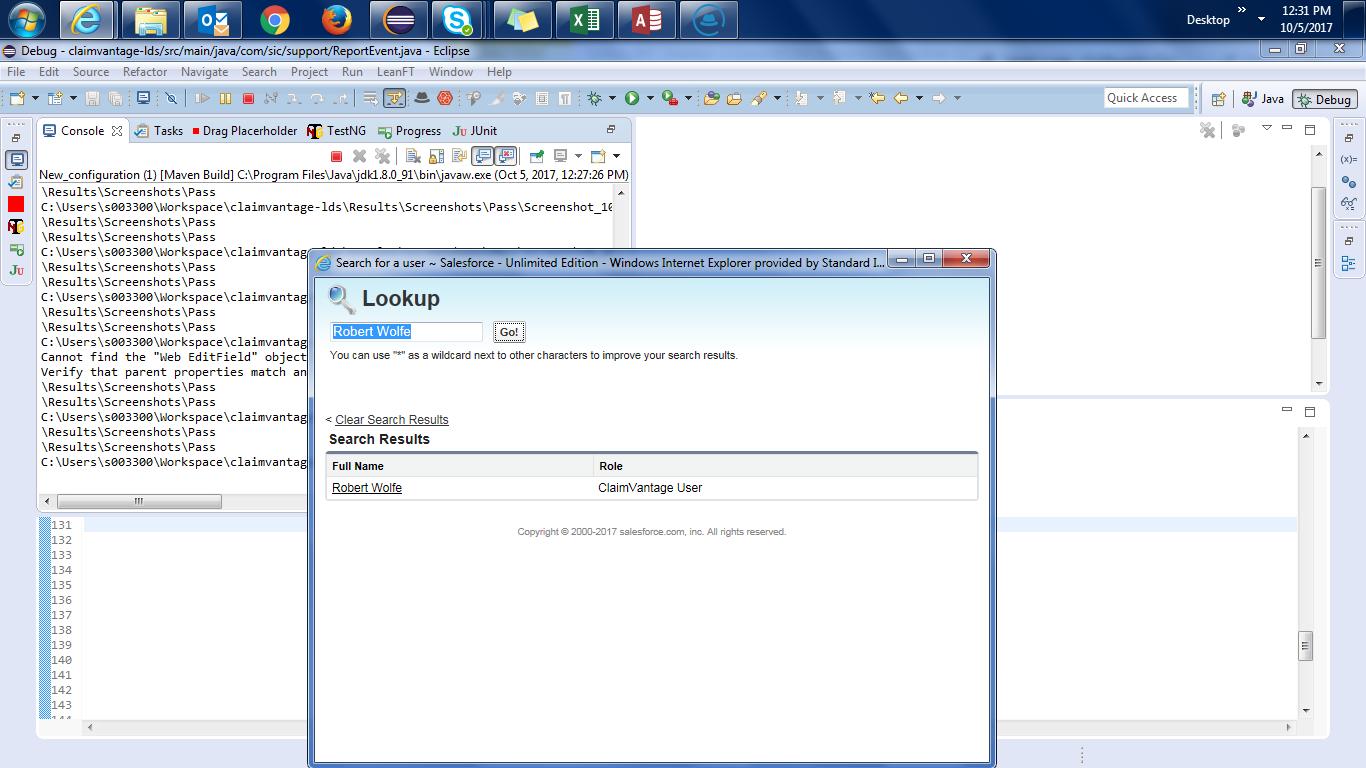 Desktop
12:31 PM
10/5/2017
Debug - claimvantage-lds/src/main/java/com/sic/support/ReportEvent.java - Eclipse
File Edit Source Refactor Navigate Search Project Run LeanFT Window Help
Quick Access Java Debug
Console Tasks Drag Placeholder TestNG Progress JUnit
New_configuration (1) [Maven Build] C:\Program Files\Java\jdk1.8.0_91\bin\javaw.exe (Oct 5, 2017, 12:27:26 PM)
\Results\Screenshots\Pass
C:\Users\s003300\Workspace\claimvantage-lds\Results\Screenshots\Pass\Screenshot_10
\Results\Screenshots\Pass
\Results\Screenshots\Pass
C:\Users\s003300\Workspace\claimvantage
\Results\Screenshots\Pass
\Results\Screenshots\Pass
C:\Users\s003300\Workspace\claimvantage
\Results\Screenshots\Pass
\Results\Screenshots\Pass
C:\Users\s003300\Workspace\claimvantage
Cannot find the "Web EditField" object
Verify that parent properties match an
\Results\Screenshots\Pass
\Results\Screenshots\Pass
C:\Users\s003300\Workspace\claimvantage
\Results\Screenshots\Pass
\Results\Screenshots\Pass
C:\Users\s003300\Workspace\claimvantage
131
132
133
134
135
136
137
138
139
140
141
142
143
Search for a user ~ Salesforce - Unlimited Edition - Windows Internet Explorer provided by Standard I...
Lookup
Robert Wolfe Go!
You can use "*" as a wildcard next to other characters to improve your search results.
< Clear Search Results
Search Results
Full Name Role
Robert Wolfe ClaimVantage User
Copyright © 2000-2017 salesforce.com, inc. All rights reserved.